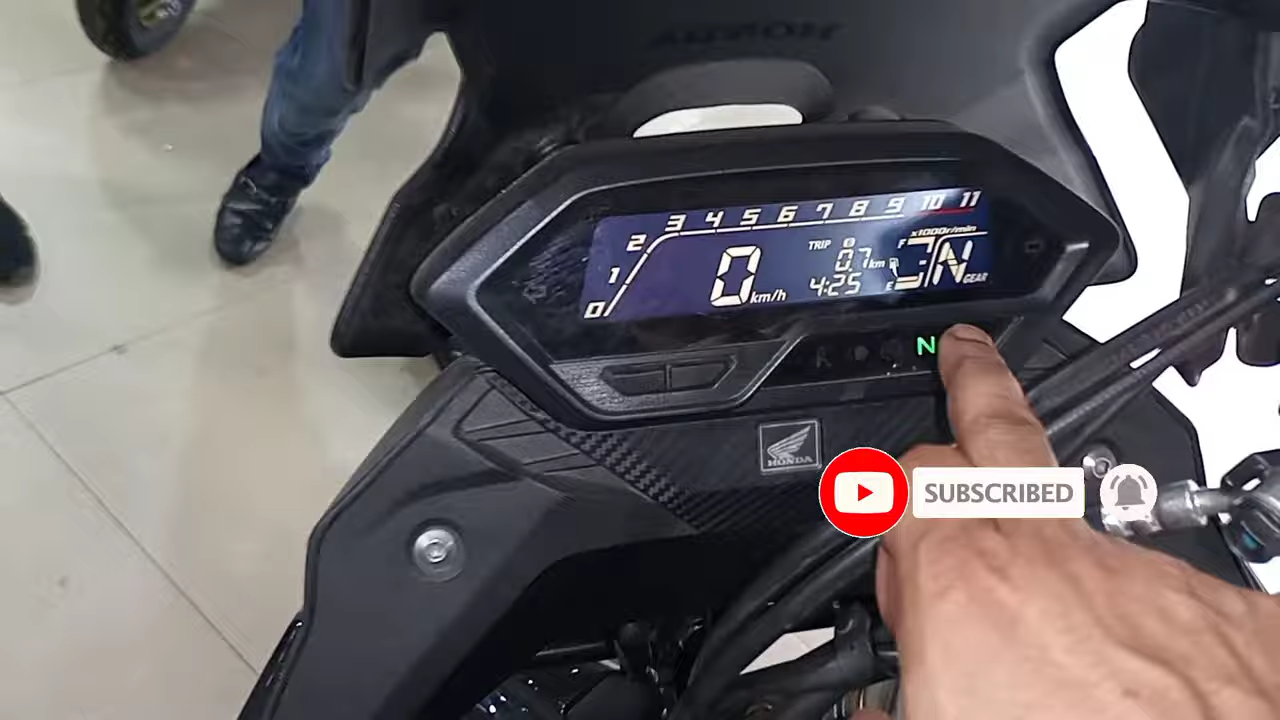 HONDA
0 1 2 3 4 5 6 7 8 9 10 11
x1000r/min
0 km/h
TRIP B
0.7 km
4:25
F
E
N GEAR
N
HONDA
SUBSCRIBED